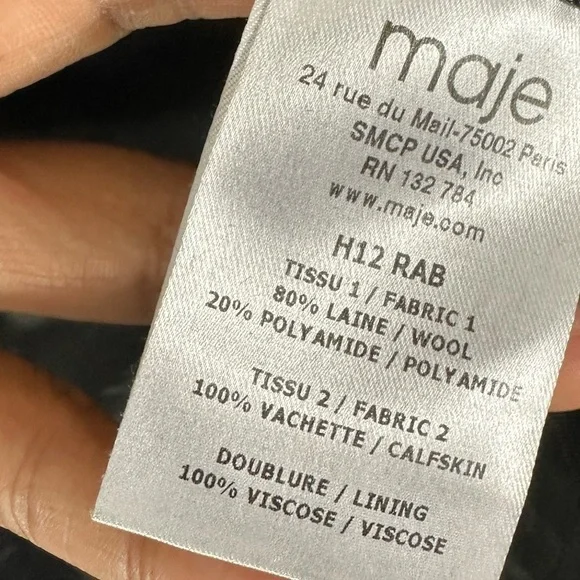 maje
24 rue du Mail-75002 Paris
SMCP USA, Inc
RN 132 784
www.maje.com
H12 RAB
TISSU 1 / FABRIC 1
80% LAINE / WOOL
20% POLYAMIDE / POLYAMIDE
TISSU 2 / FABRIC 2
100% VACHETTE / CALFSKIN
DOUBLURE / LINING
100% VISCOSE / VISCOSE